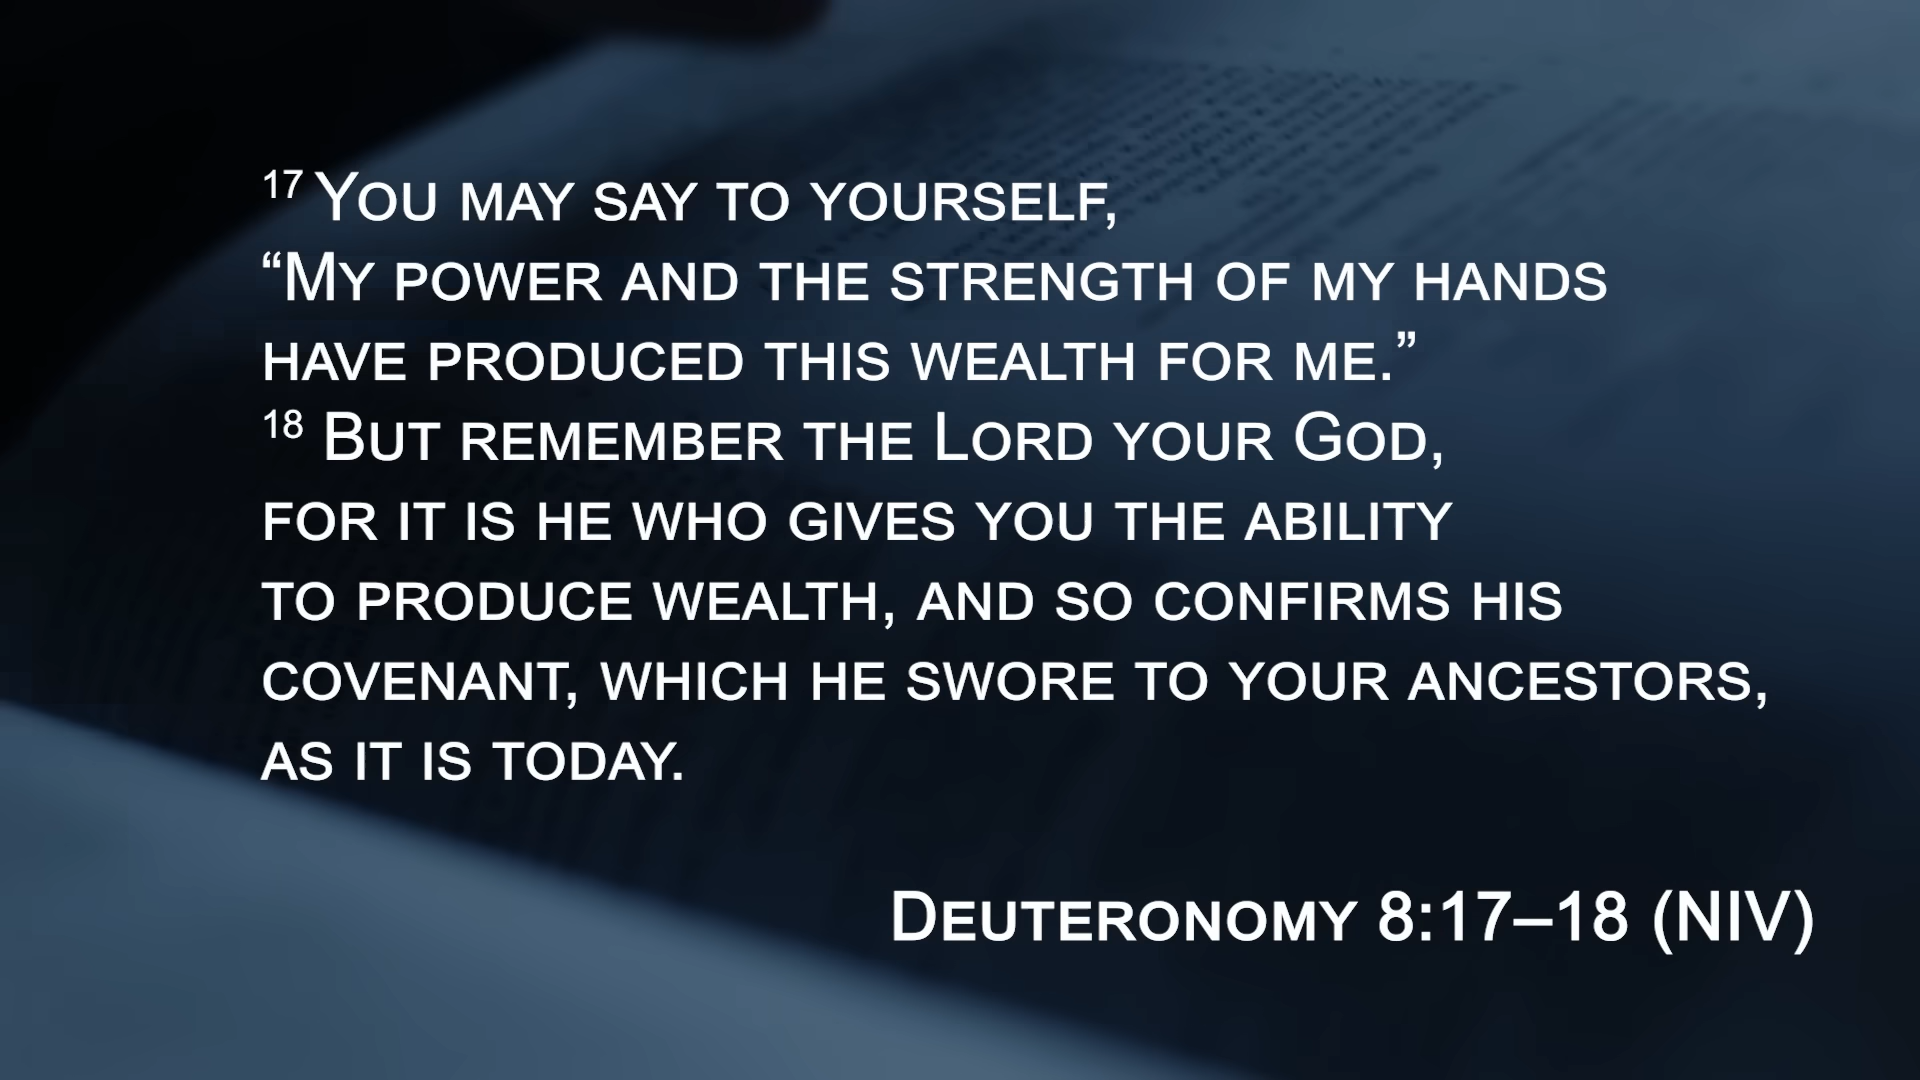 17 You may say to yourself,
“My power and the strength of my hands
have produced this wealth for me.”
18 But remember the Lord your God,
for it is he who gives you the ability
to produce wealth, and so confirms his
covenant, which he swore to your ancestors,
as it is today.
Deuteronomy 8:17–18 (NIV)